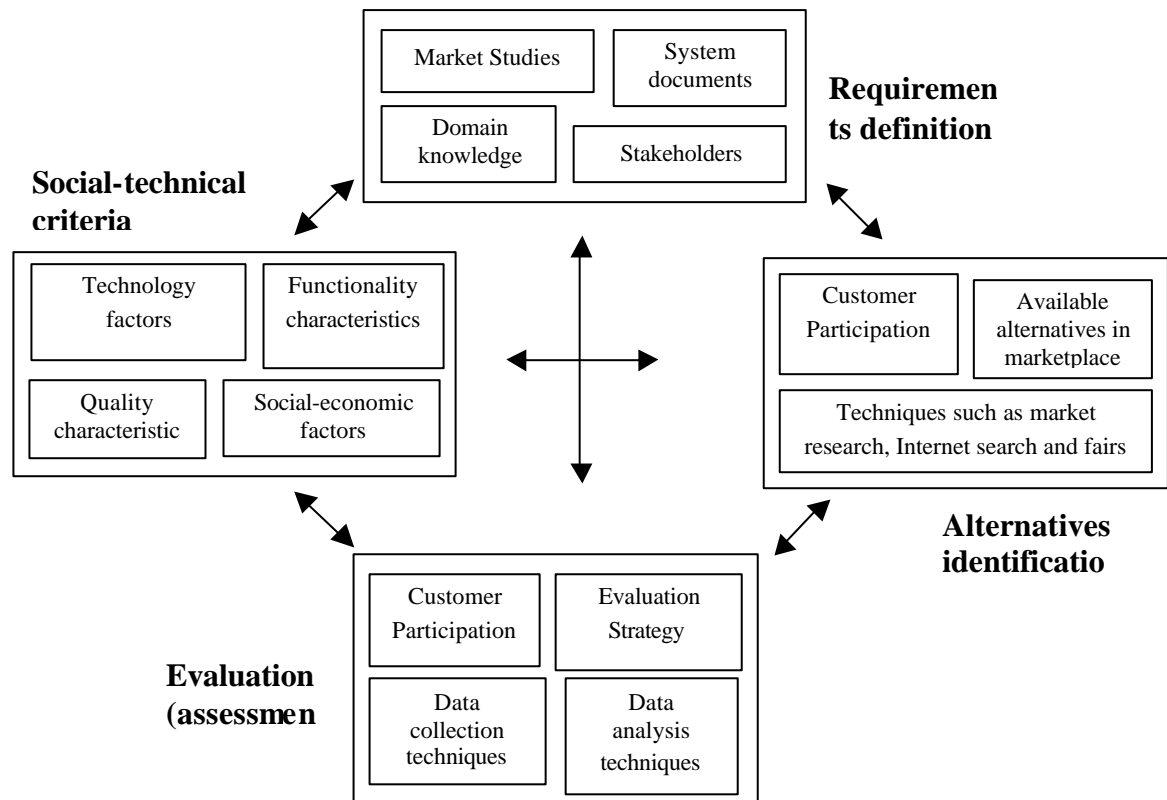 Market Studies
System
documents
Domain
knowledge
Stakeholders
Requiremen
ts definition
Social-technical
criteria
Technology
factors
Functionality
characteristics
Quality
characteristic
Social-economic
factors
Customer
Participation
Available
alternatives in
marketplace
Techniques such as market
research, Internet search and fairs
Alternatives
identificatio
Customer
Participation
Evaluation
Strategy
Data
collection
techniques
Data
analysis
techniques
Evaluation
(assessmen